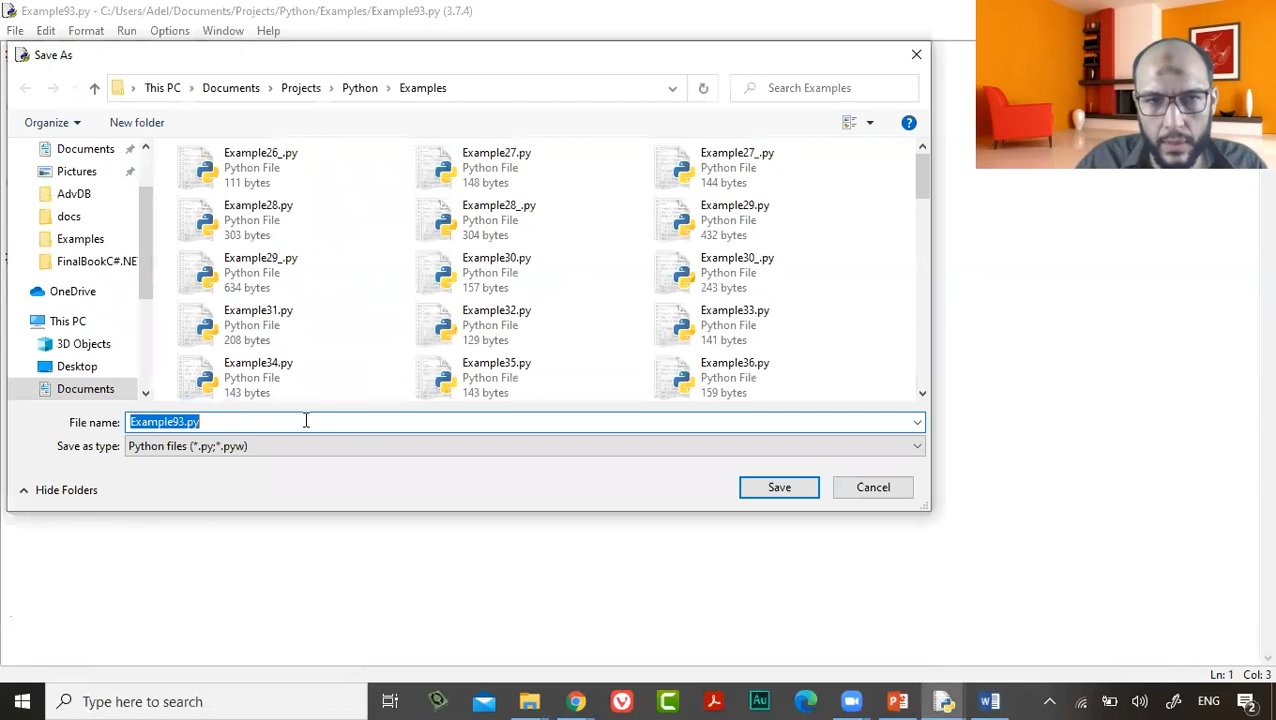 Example93.py - C:/Users/Adel/Documents/Projects/Python/Examples/Example93.py (3.7.4)
File Edit Format Run Options Window Help
Save As
This PC > Documents > Projects > Python > Examples
Search Examples
Organize
New folder
Documents
Pictures
AdvDB
docs
Examples
FinalBookC#.NE
OneDrive
This PC
3D Objects
Desktop
Documents
Example26_.py
Python File
111 bytes
Example27.py
Python File
148 bytes
Example27_.py
Python File
144 bytes
Example28.py
Python File
303 bytes
Example28_.py
Python File
304 bytes
Example29.py
Python File
432 bytes
Example29_.py
Python File
634 bytes
Example30.py
Python File
157 bytes
Example30_.py
Python File
243 bytes
Example31.py
Python File
208 bytes
Example32.py
Python File
129 bytes
Example33.py
Python File
141 bytes
Example34.py
Python File
143 bytes
Example35.py
Python File
143 bytes
Example36.py
Python File
159 bytes
File name: Example93.py
Save as type: Python files (*.py;*.pyw)
Hide Folders
Save
Cancel
Ln: 1 Col: 3
Type here to search
Au
ENG
2